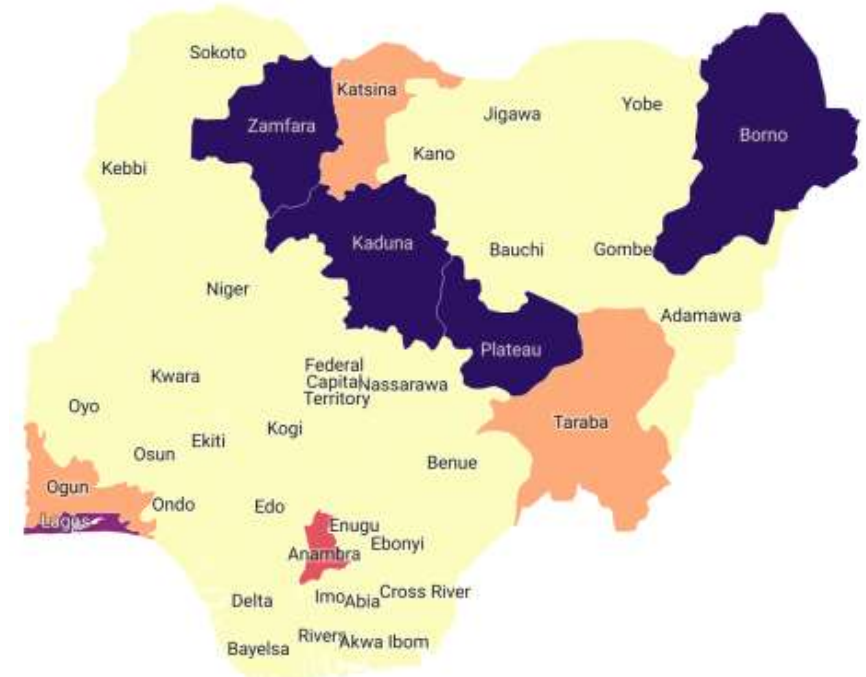 Sokoto
Katsina
Yobe
Jigawa
Zamfara
Borno
Kano
Kebbi
Kaduna
Bauchi
Gombe
Niger
Adamawa
Plateau
Federal
Capital
Territory
Nassarawa
Kwara
Oyo
Taraba
Kogi
Ekiti
Osun
Benue
Ogun
Ondo
Edo
Lagos
Enugu
Ebonyi
Anambra
Cross River
Imo
Abia
Delta
Rivers
Akwa Ibom
Bayelsa